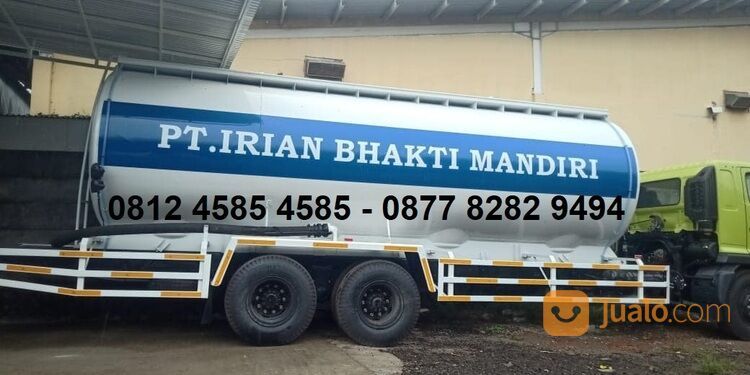 PT.IRIAN BHAKTI MANDIRI
0812 4585 4585 - 0877 8282 9494
jualo.com